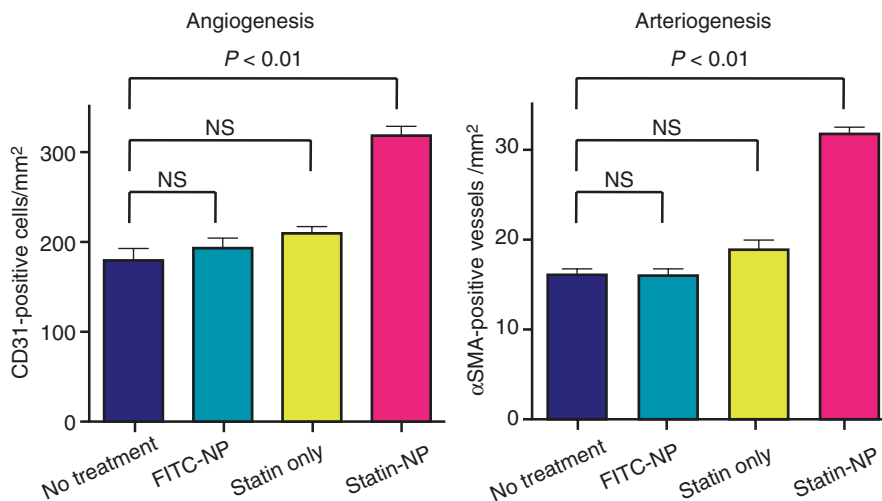 Angiogenesis
P < 0.01
NS
NS
CD31-positive cells/mm²
300
200
100
0
No treatment
FITC-NP
Statin only
Statin-NP
Arteriogenesis
P < 0.01
NS
NS
αSMA-positive vessels /mm²
30
20
10
0
No treatment
FITC-NP
Statin only
Statin-NP